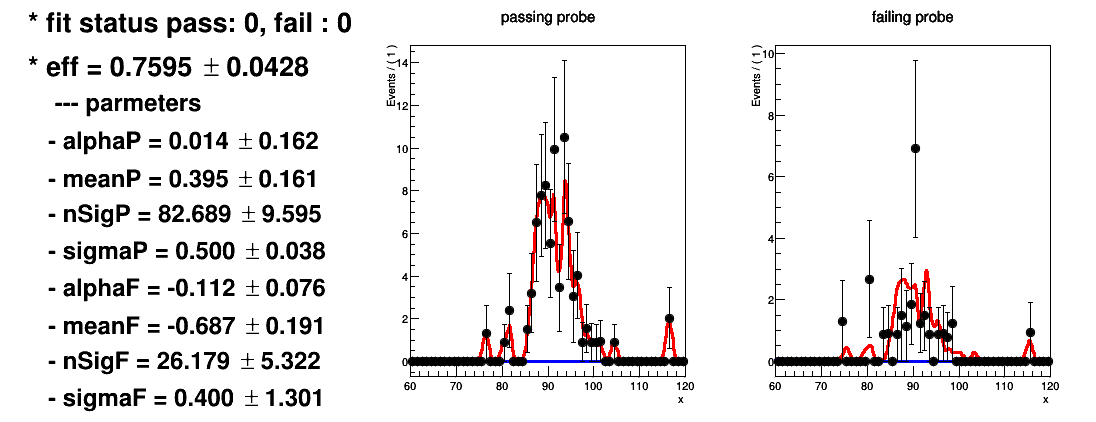 * fit status pass: 0, fail : 0
* eff = 0.7595 ± 0.0428
--- parmeters
- alphaP = 0.014 ± 0.162
- meanP = 0.395 ± 0.161
- nSigP = 82.689 ± 9.595
- sigmaP = 0.500 ± 0.038
- alphaF = -0.112 ± 0.076
- meanF = -0.687 ± 0.191
- nSigF = 26.179 ± 5.322
- sigmaF = 0.400 ± 1.301
passing probe
Events / ( 1 )
14
12
10
8
6
4
2
0
60 70 80 90 100 110 120
x
failing probe
Events / ( 1 )
10
8
6
4
2
0
60 70 80 90 100 110 120
x